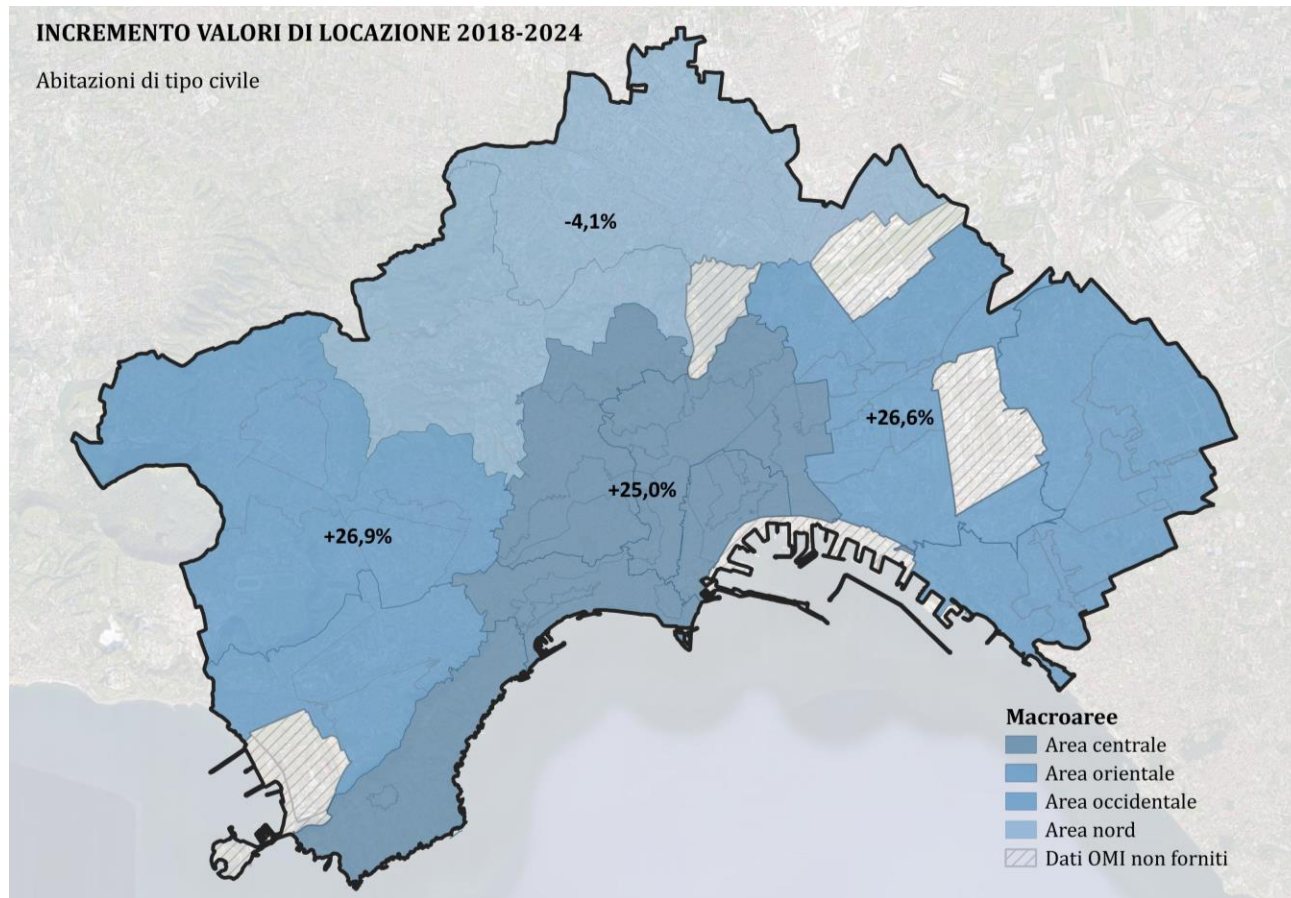 INCREMENTO VALORI DI LOCAZIONE 2018-2024
Abitazioni di tipo civile
-4,1%
+26,6%
+25,0%
+26,9%
Macroaree
Area centrale
Area orientale
Area occidentale
Area nord
Dati OMI non forniti